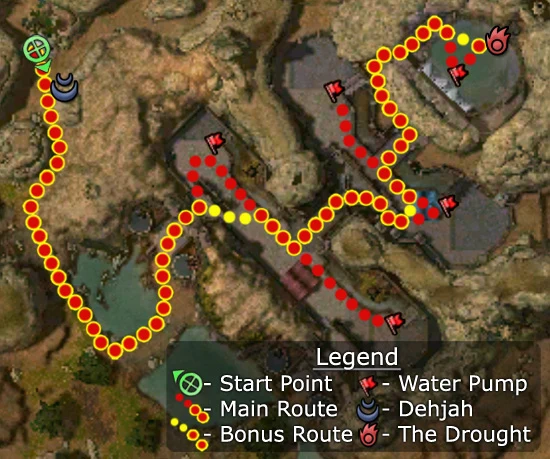 Legend
- Start Point
- Water Pump
- Main Route
- Dehjah
- Bonus Route
- The Drought